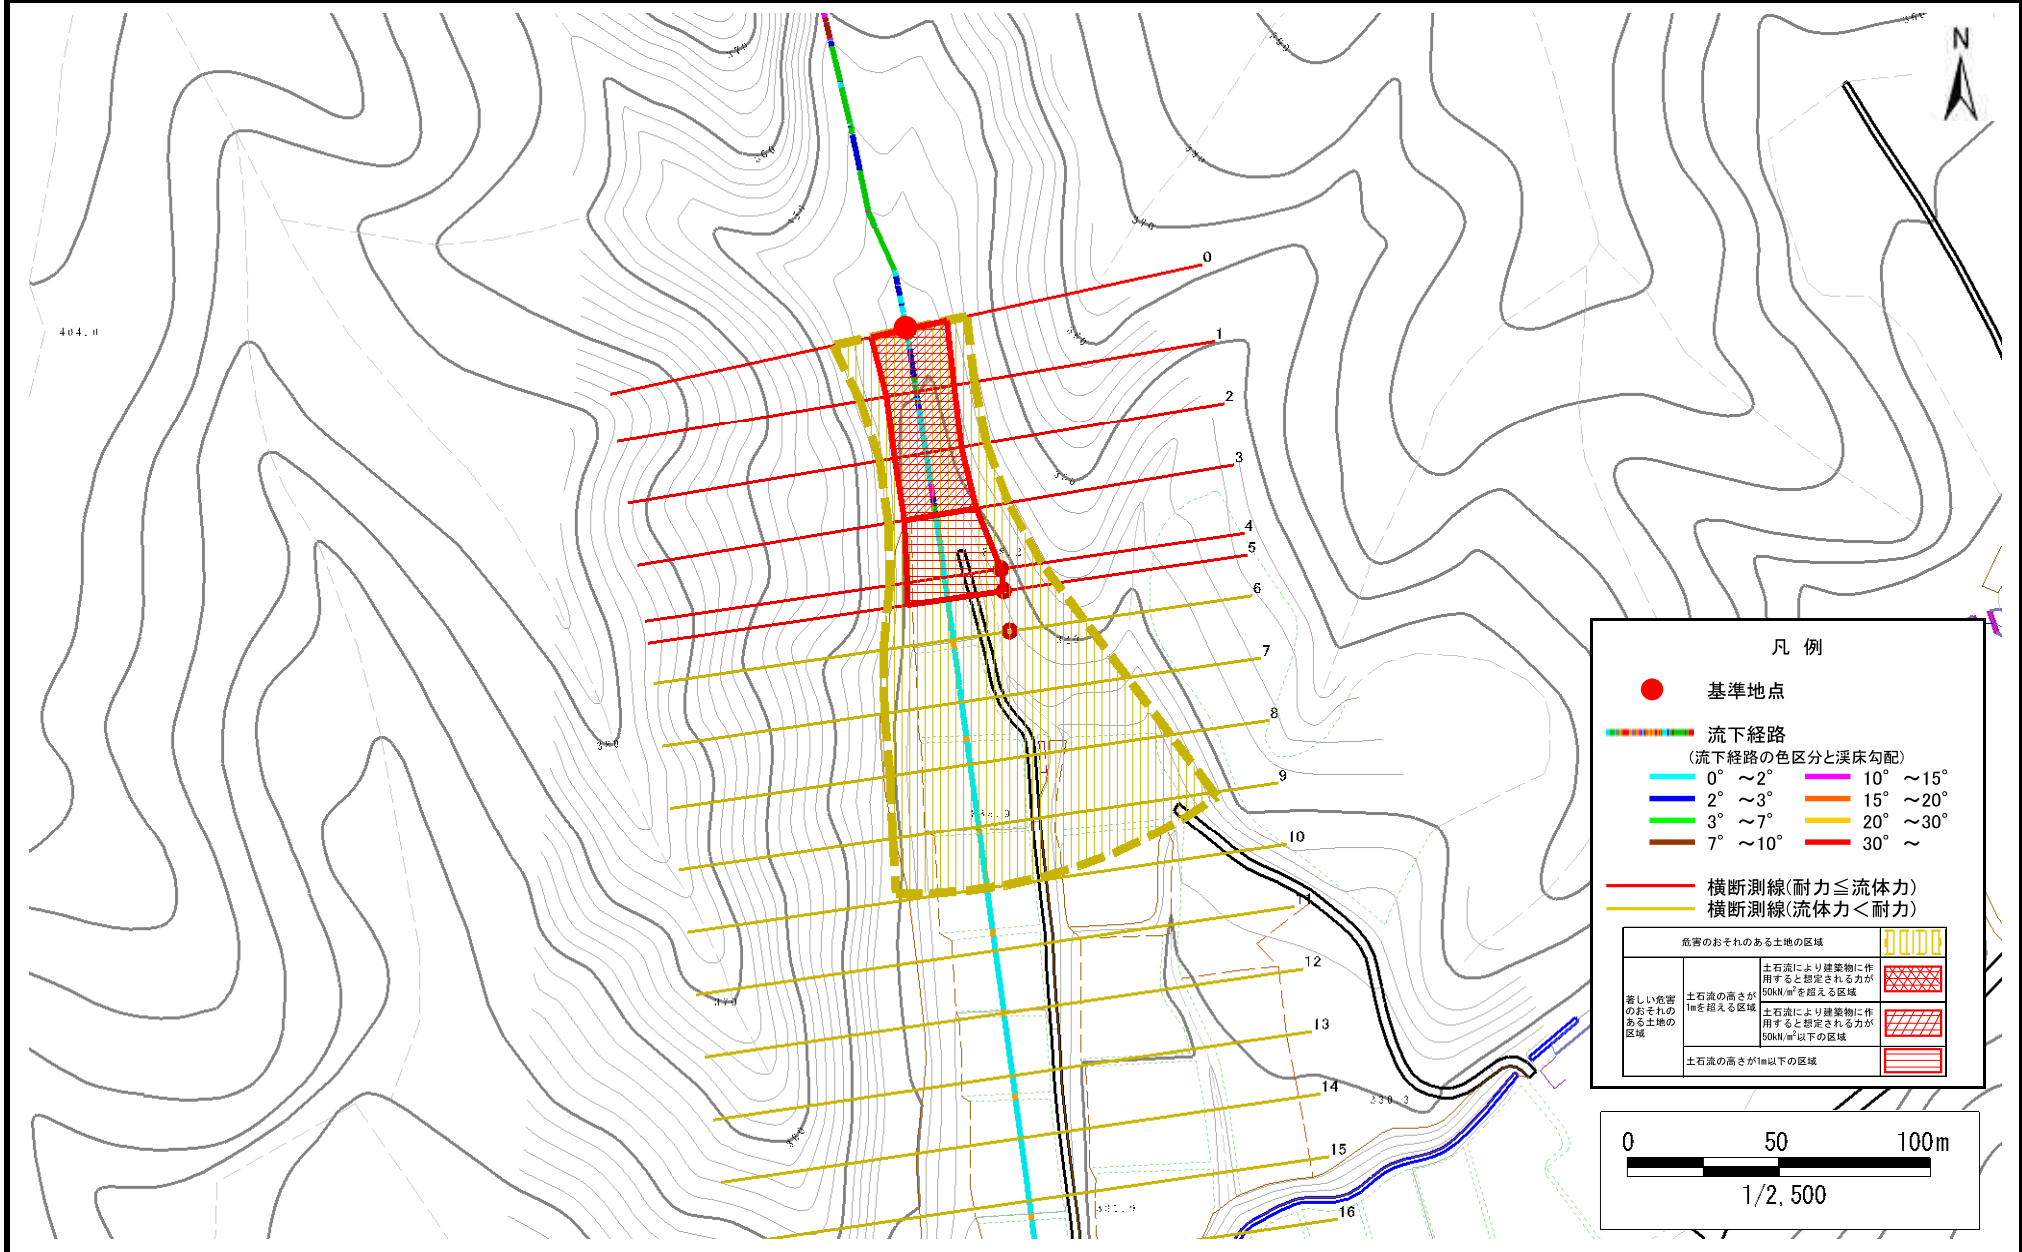 N
370
360
404.0
0
1
2
3
4
5
6
7
8
9
10
11
12
13
14
15
16
330.3
凡 例
基準地点
流下経路
(流下経路の色区分と渓床勾配)
0° ～2° 10° ～15°
2° ～3° 15° ～20°
3° ～7° 20° ～30°
7° ～10° 30° ～
横断測線(耐力≦流体力)
横断測線(流体力＜耐力)
危害のおそれのある土地の区域
著しい危害
のおそれの
ある土地の
区域
土石流の高さが
1mを超える区域
土石流により建築物に作
用すると想定される力が
50kN/m²を超える区域
土石流により建築物に作
用すると想定される力が
50kN/m²以下の区域
土石流の高さが1m以下の区域
0 50 100m
1/2,500